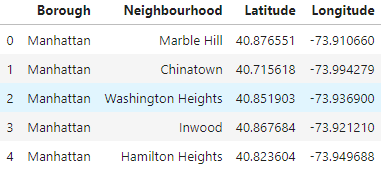 Borough Neighbourhood Latitude Longitude
0 Manhattan Marble Hill 40.876551 -73.910660
1 Manhattan Chinatown 40.715618 -73.994279
2 Manhattan Washington Heights 40.851903 -73.936900
3 Manhattan Inwood 40.867684 -73.921210
4 Manhattan Hamilton Heights 40.823604 -73.949688